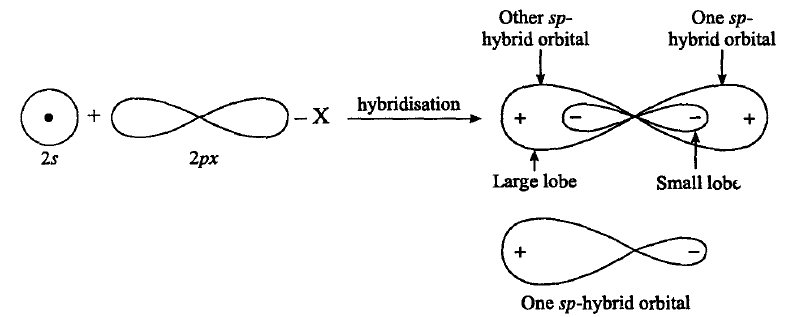 Other sp-
hybrid orbital
One sp-
hybrid orbital
2s
+
2px
– X
hybridisation
+
–
–
+
Large lobe
Small lobe
+
–
One sp-hybrid orbital